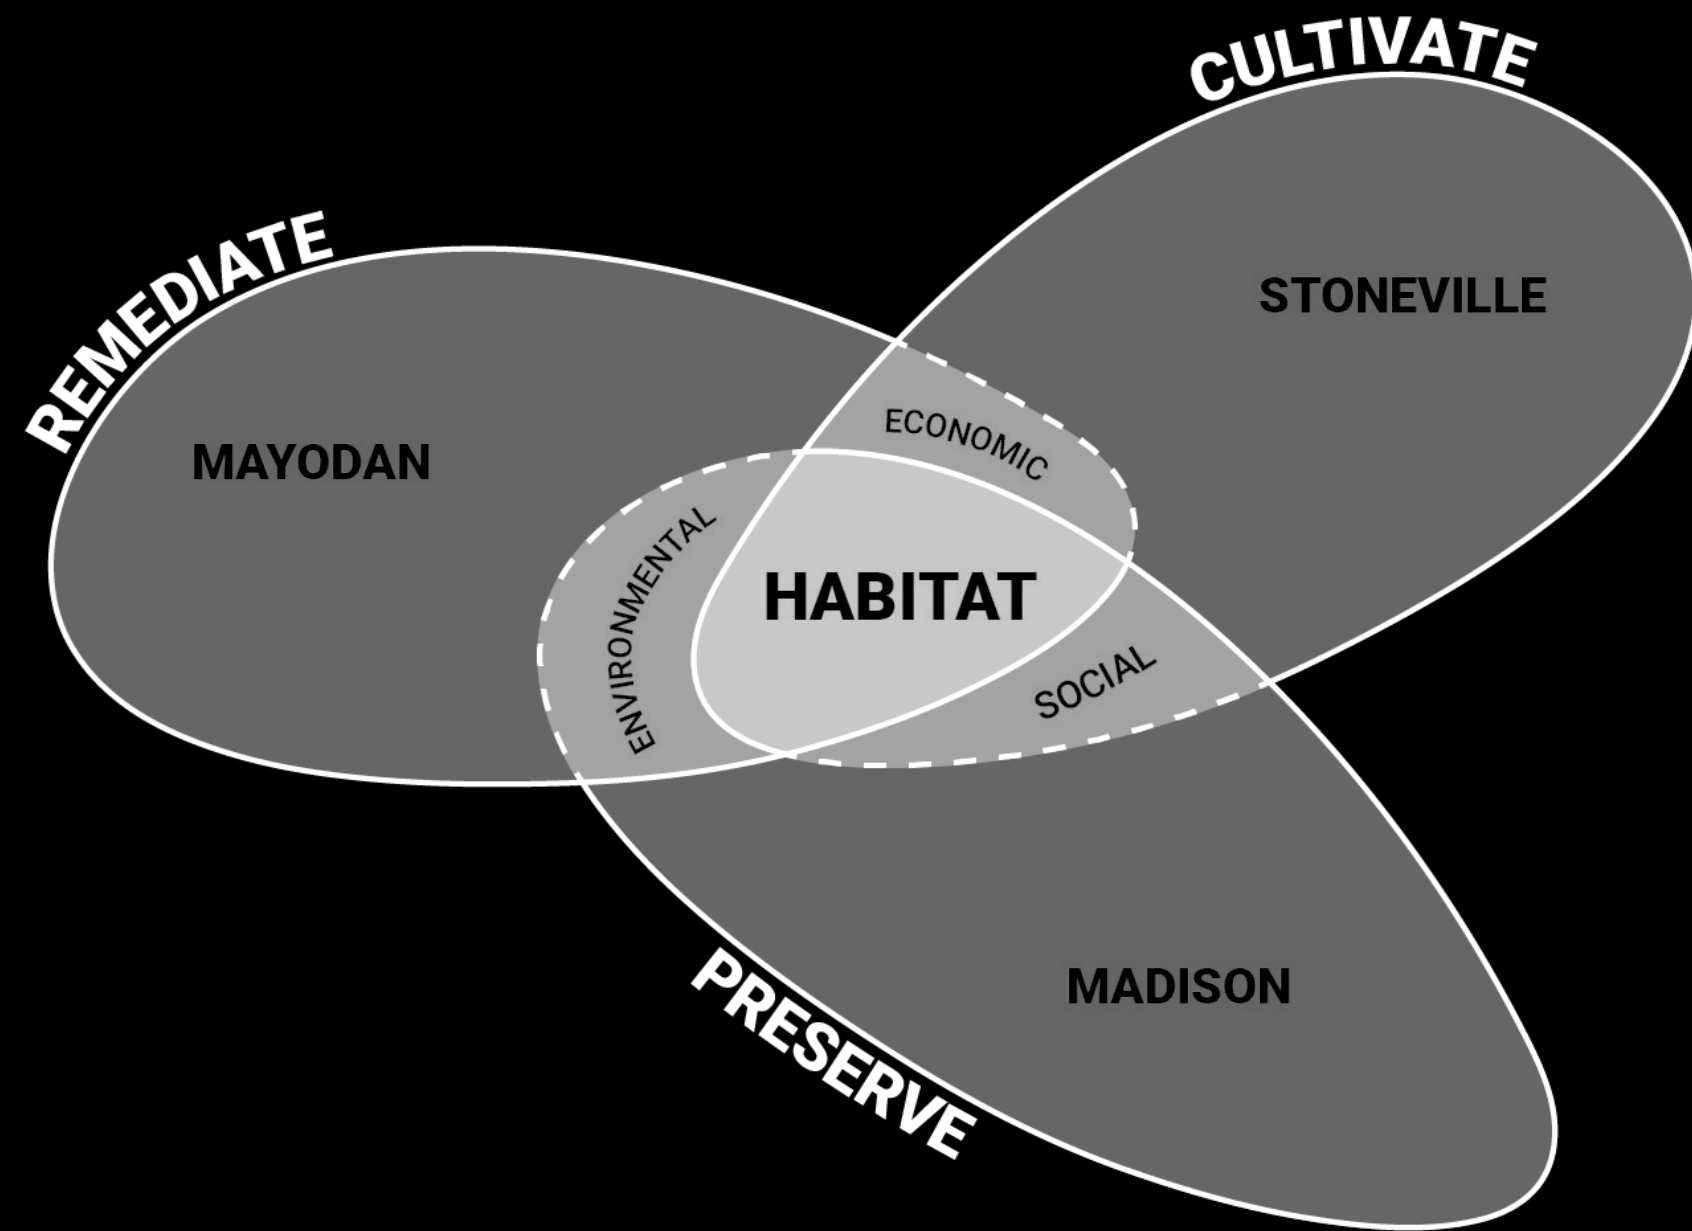 CULTIVATE
STONEVILLE
REMEDIATE
MAYODAN
ECONOMIC
ENVIRONMENTAL
HABITAT
SOCIAL
PRESERVE
MADISON